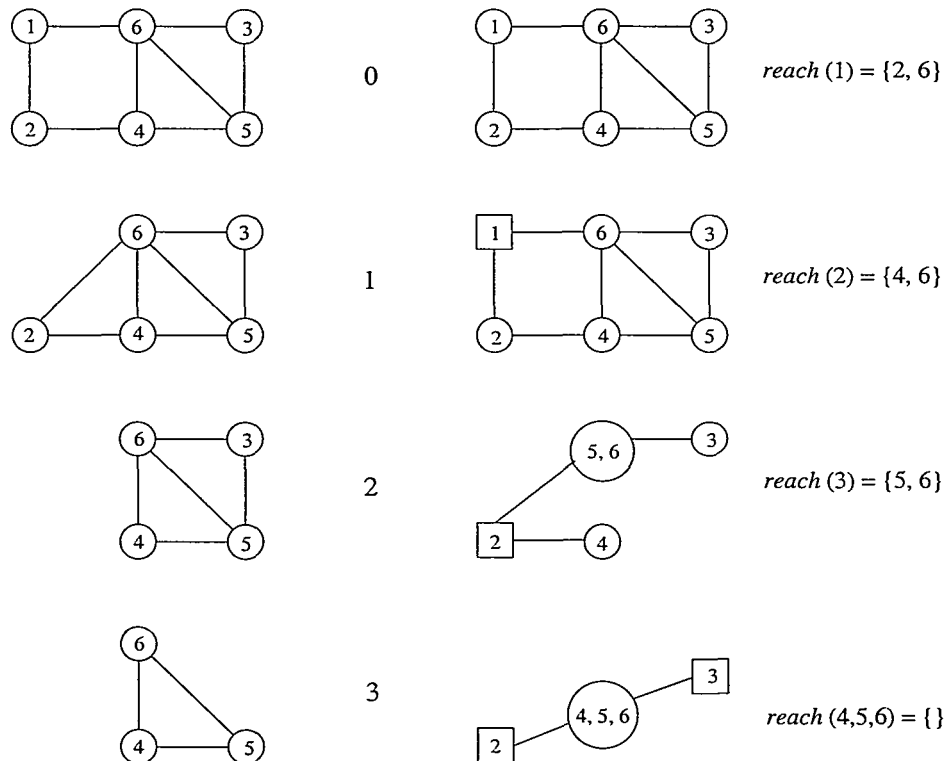 1 6 3 0 1 6 3 reach (1) = {2, 6}
2 4 5 2 4 5
6 3 1 1 6 3 reach (2) = {4, 6}
2 4 5 2 4 5
6 3 2 5, 6 3 reach (3) = {5, 6}
4 5 2 4
6 3 4, 5, 6 3 reach (4,5,6) = { }
4 5 2